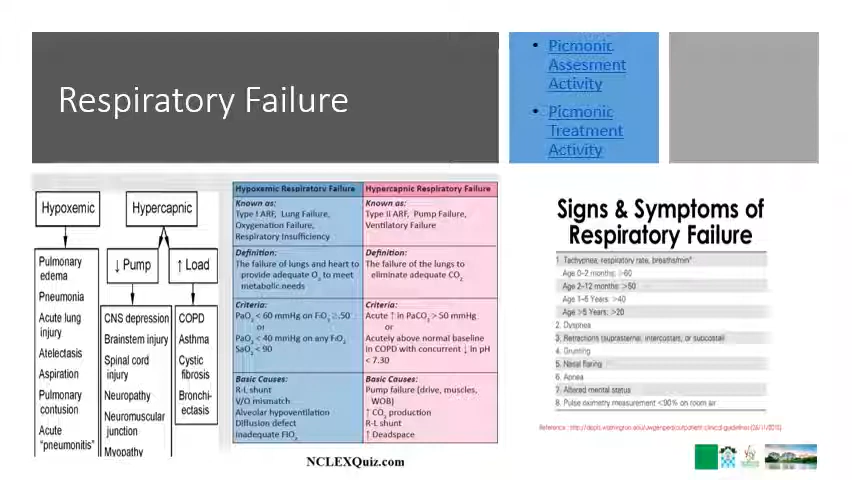 Respiratory Failure
• Picmonic
Assesment
Activity
• Picmonic
Treatment
Activity
Hypoxemic
Hypercapnic
↓ Pump
↑ Load
Pulmonary
edema
Pneumonia
Acute lung
injury
Atelectasis
Aspiration
Pulmonary
contusion
Acute
"pneumonitis"
CNS depression
Brainstem injury
Spinal cord
injury
Neuropathy
Neuromuscular
junction
Myopathy
COPD
Asthma
Cystic
fibrosis
Bronchi-
ectasis
Hypoxemic Respiratory Failure
Known as:
Type I ARF, Lung Failure,
Oxygenation Failure,
Respiratory Insufficiency
Definition:
The failure of lungs and heart to
provide adequate O2 to meet
metabolic needs
Criteria:
PaO2 < 60 mmHg on FiO2 ≥.50
or
PaO2 < 40 mmHg on any FiO2
SaO2 < 90
Basic Causes:
R-L shunt
V/Q mismatch
Alveolar hypoventilation
Diffusion defect
Inadequate FIO2
Hypercapnic Respiratory Failure
Known as:
Type II ARF, Pump Failure,
Ventilatory Failure
Definition:
The failure of the lungs to
eliminate adequate CO2
Criteria:
Acute ↑ in PaCO2 > 50 mmHg
or
Acutely above normal baseline
in COPD with concurrent ↓ in pH
< 7.30
Basic Causes:
Pump failure (drive, muscles,
WOB)
↑ CO2 production
R-L shunt
↑ Deadspace
NCLEXQuiz.com
Signs & Symptoms of
Respiratory Failure
1. Tachypnea, respiratory rate, breaths/min*
Age 0–2 months: >60
Age 2–12 months: >50
Age 1–5 Years: >40
Age >5 Years: >20
2. Dyspnea
3. Retractions (suprasternal, intercostals, or subcostal)
4. Grunting
5. Nasal flaring
6. Apnea
7. Altered mental status
8. Pulse oximetry measurement <90% on room air